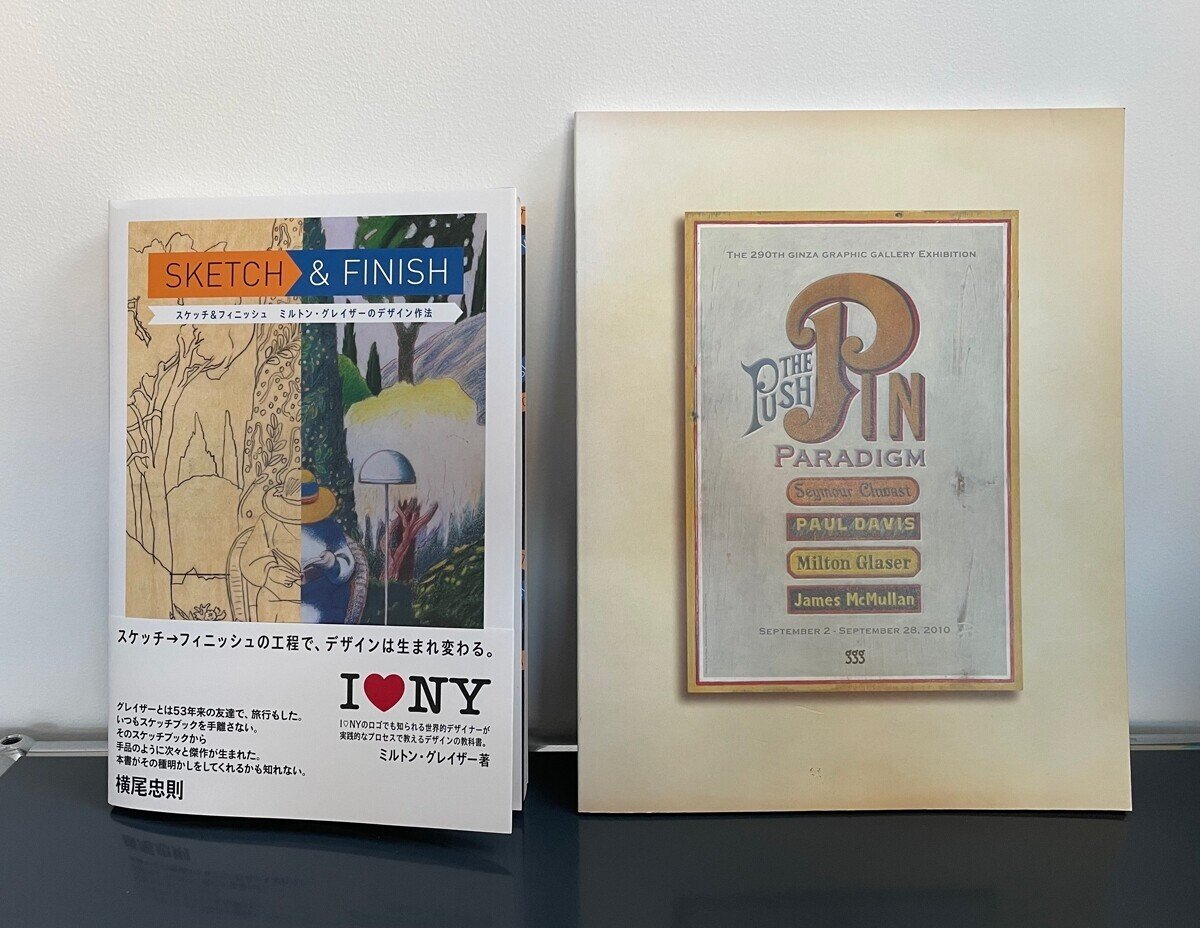 SKETCH & FINISH
スケッチ&フィニッシュ ミルトン・グレイザーのデザイン作法
スケッチ→フィニッシュの工程で、デザインは生まれ変わる。
I♥NY
I♡NYのロゴでも知られる世界的デザイナーが
実践的なプロセスで教えるデザインの教科書。
ミルトン・グレイザー著
グレイザーとは53年来の友達で、旅行もした。
いつもスケッチブックを手離さない。
そのスケッチブックから
手品のように次々と傑作が生まれた。
本書がその種明かしをしてくれるかも知れない。
横尾忠則
THE 290TH GINZA GRAPHIC GALLERY EXHIBITION
THE
PUSH
PIN
PARADIGM
Seymour Chwast
PAUL DAVIS
Milton Glaser
James McMullan
SEPTEMBER 2 - SEPTEMBER 28, 2010
ggg